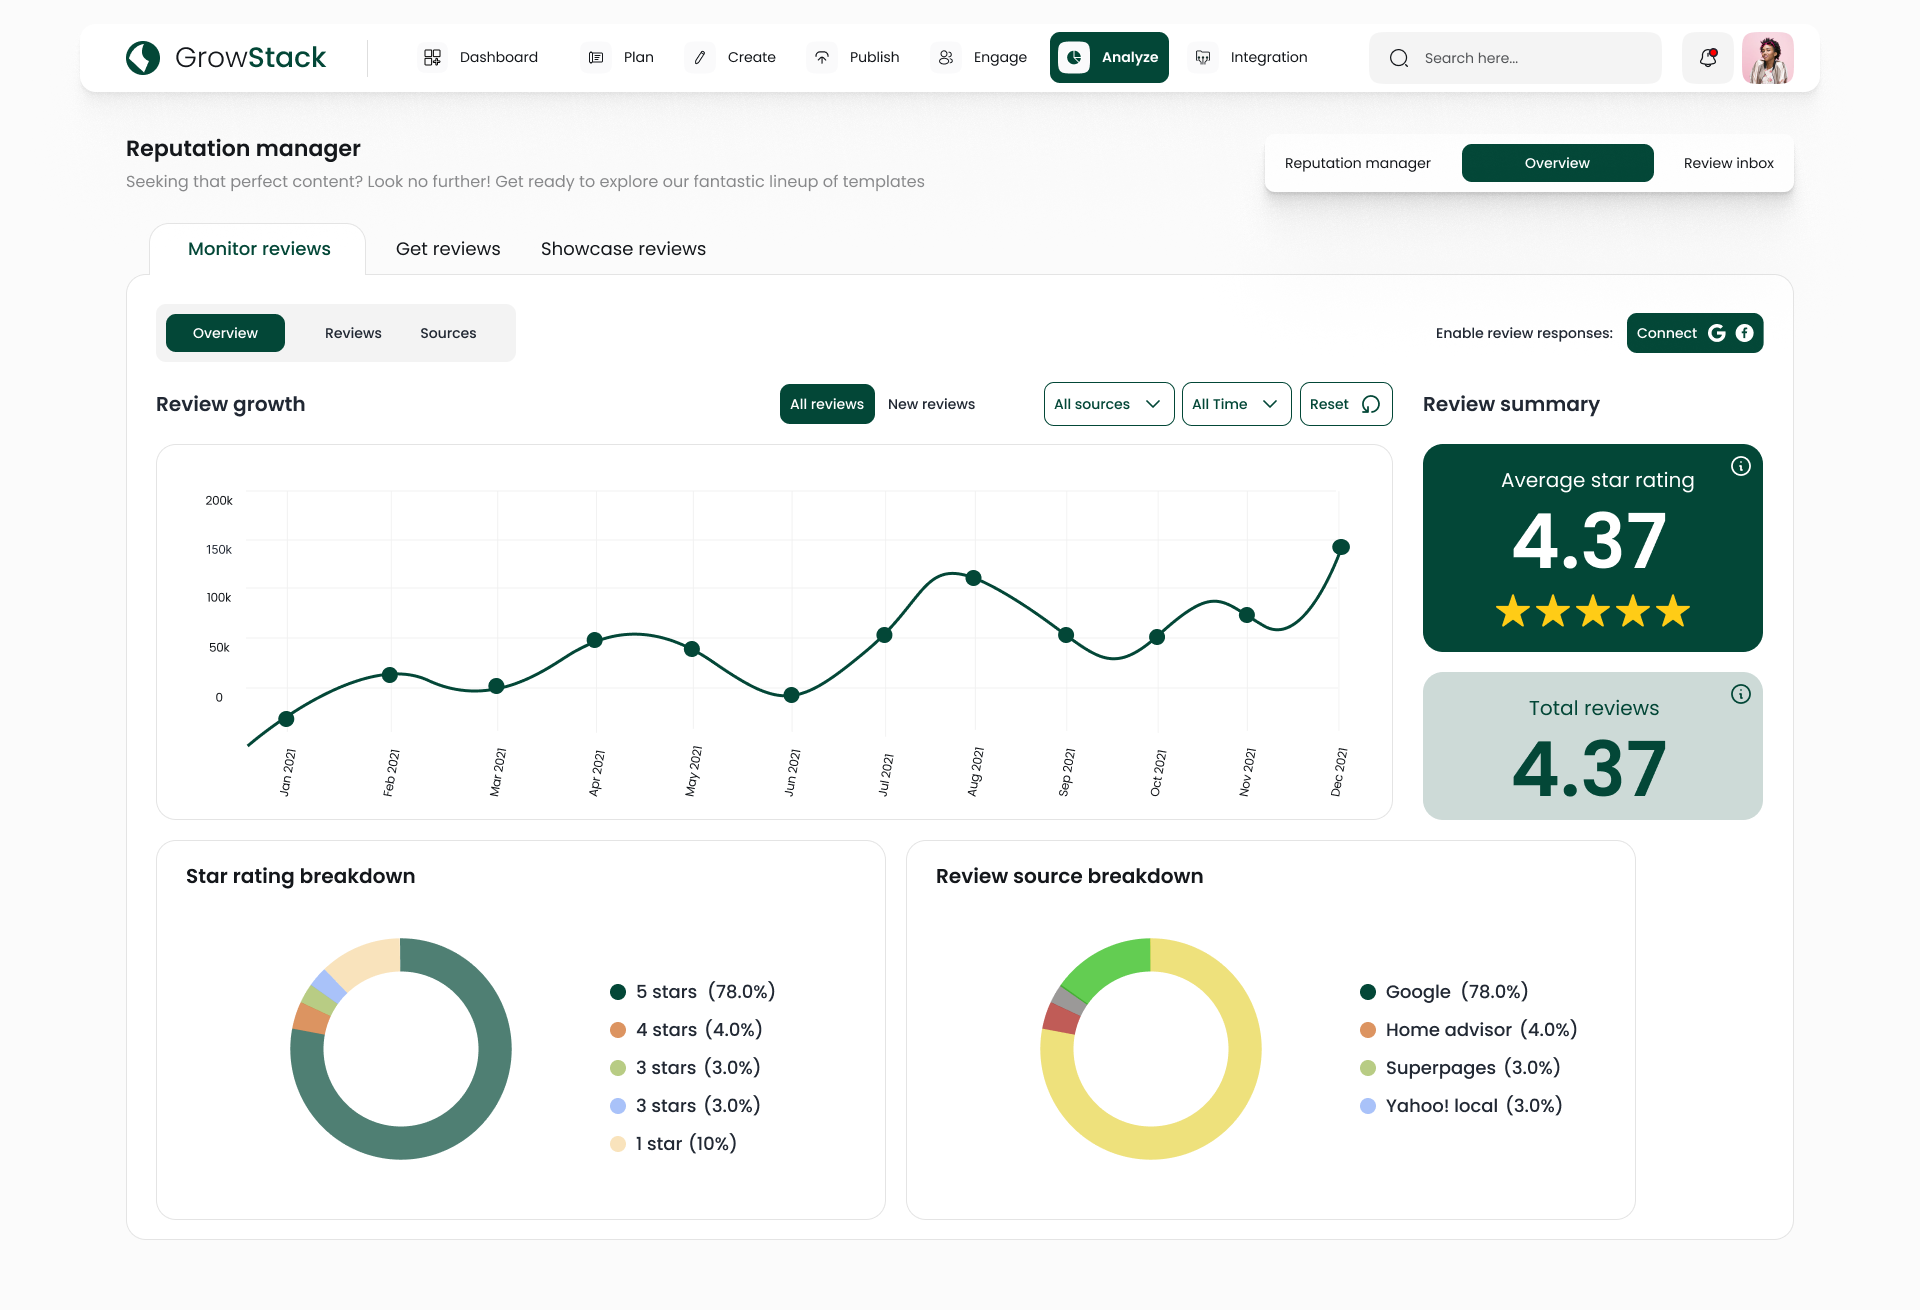 GrowStack
Dashboard
Plan
Create
Publish
Engage
Analyze
Integration
Search here...
Reputation manager
Seeking that perfect content? Look no further! Get ready to explore our fantastic lineup of templates
Reputation manager
Overview
Review inbox
Monitor reviews
Get reviews
Showcase reviews
Overview
Reviews
Sources
Enable review responses:
Connect
Review growth
All reviews
New reviews
All sources
All Time
Reset
Review summary
200k
150k
100k
50k
0
Jan 2021
Feb 2021
Mar 2021
Apr 2021
May 2021
Jun 2021
Jul 2021
Aug 2021
Sep 2021
Oct 2021
Nov 2021
Dec 2021
Average star rating
4.37
Total reviews
4.37
Star rating breakdown
5 stars (78.0%)
4 stars (4.0%)
3 stars (3.0%)
3 stars (3.0%)
1 star (10%)
Review source breakdown
Google (78.0%)
Home advisor (4.0%)
Superpages (3.0%)
Yahoo! local (3.0%)